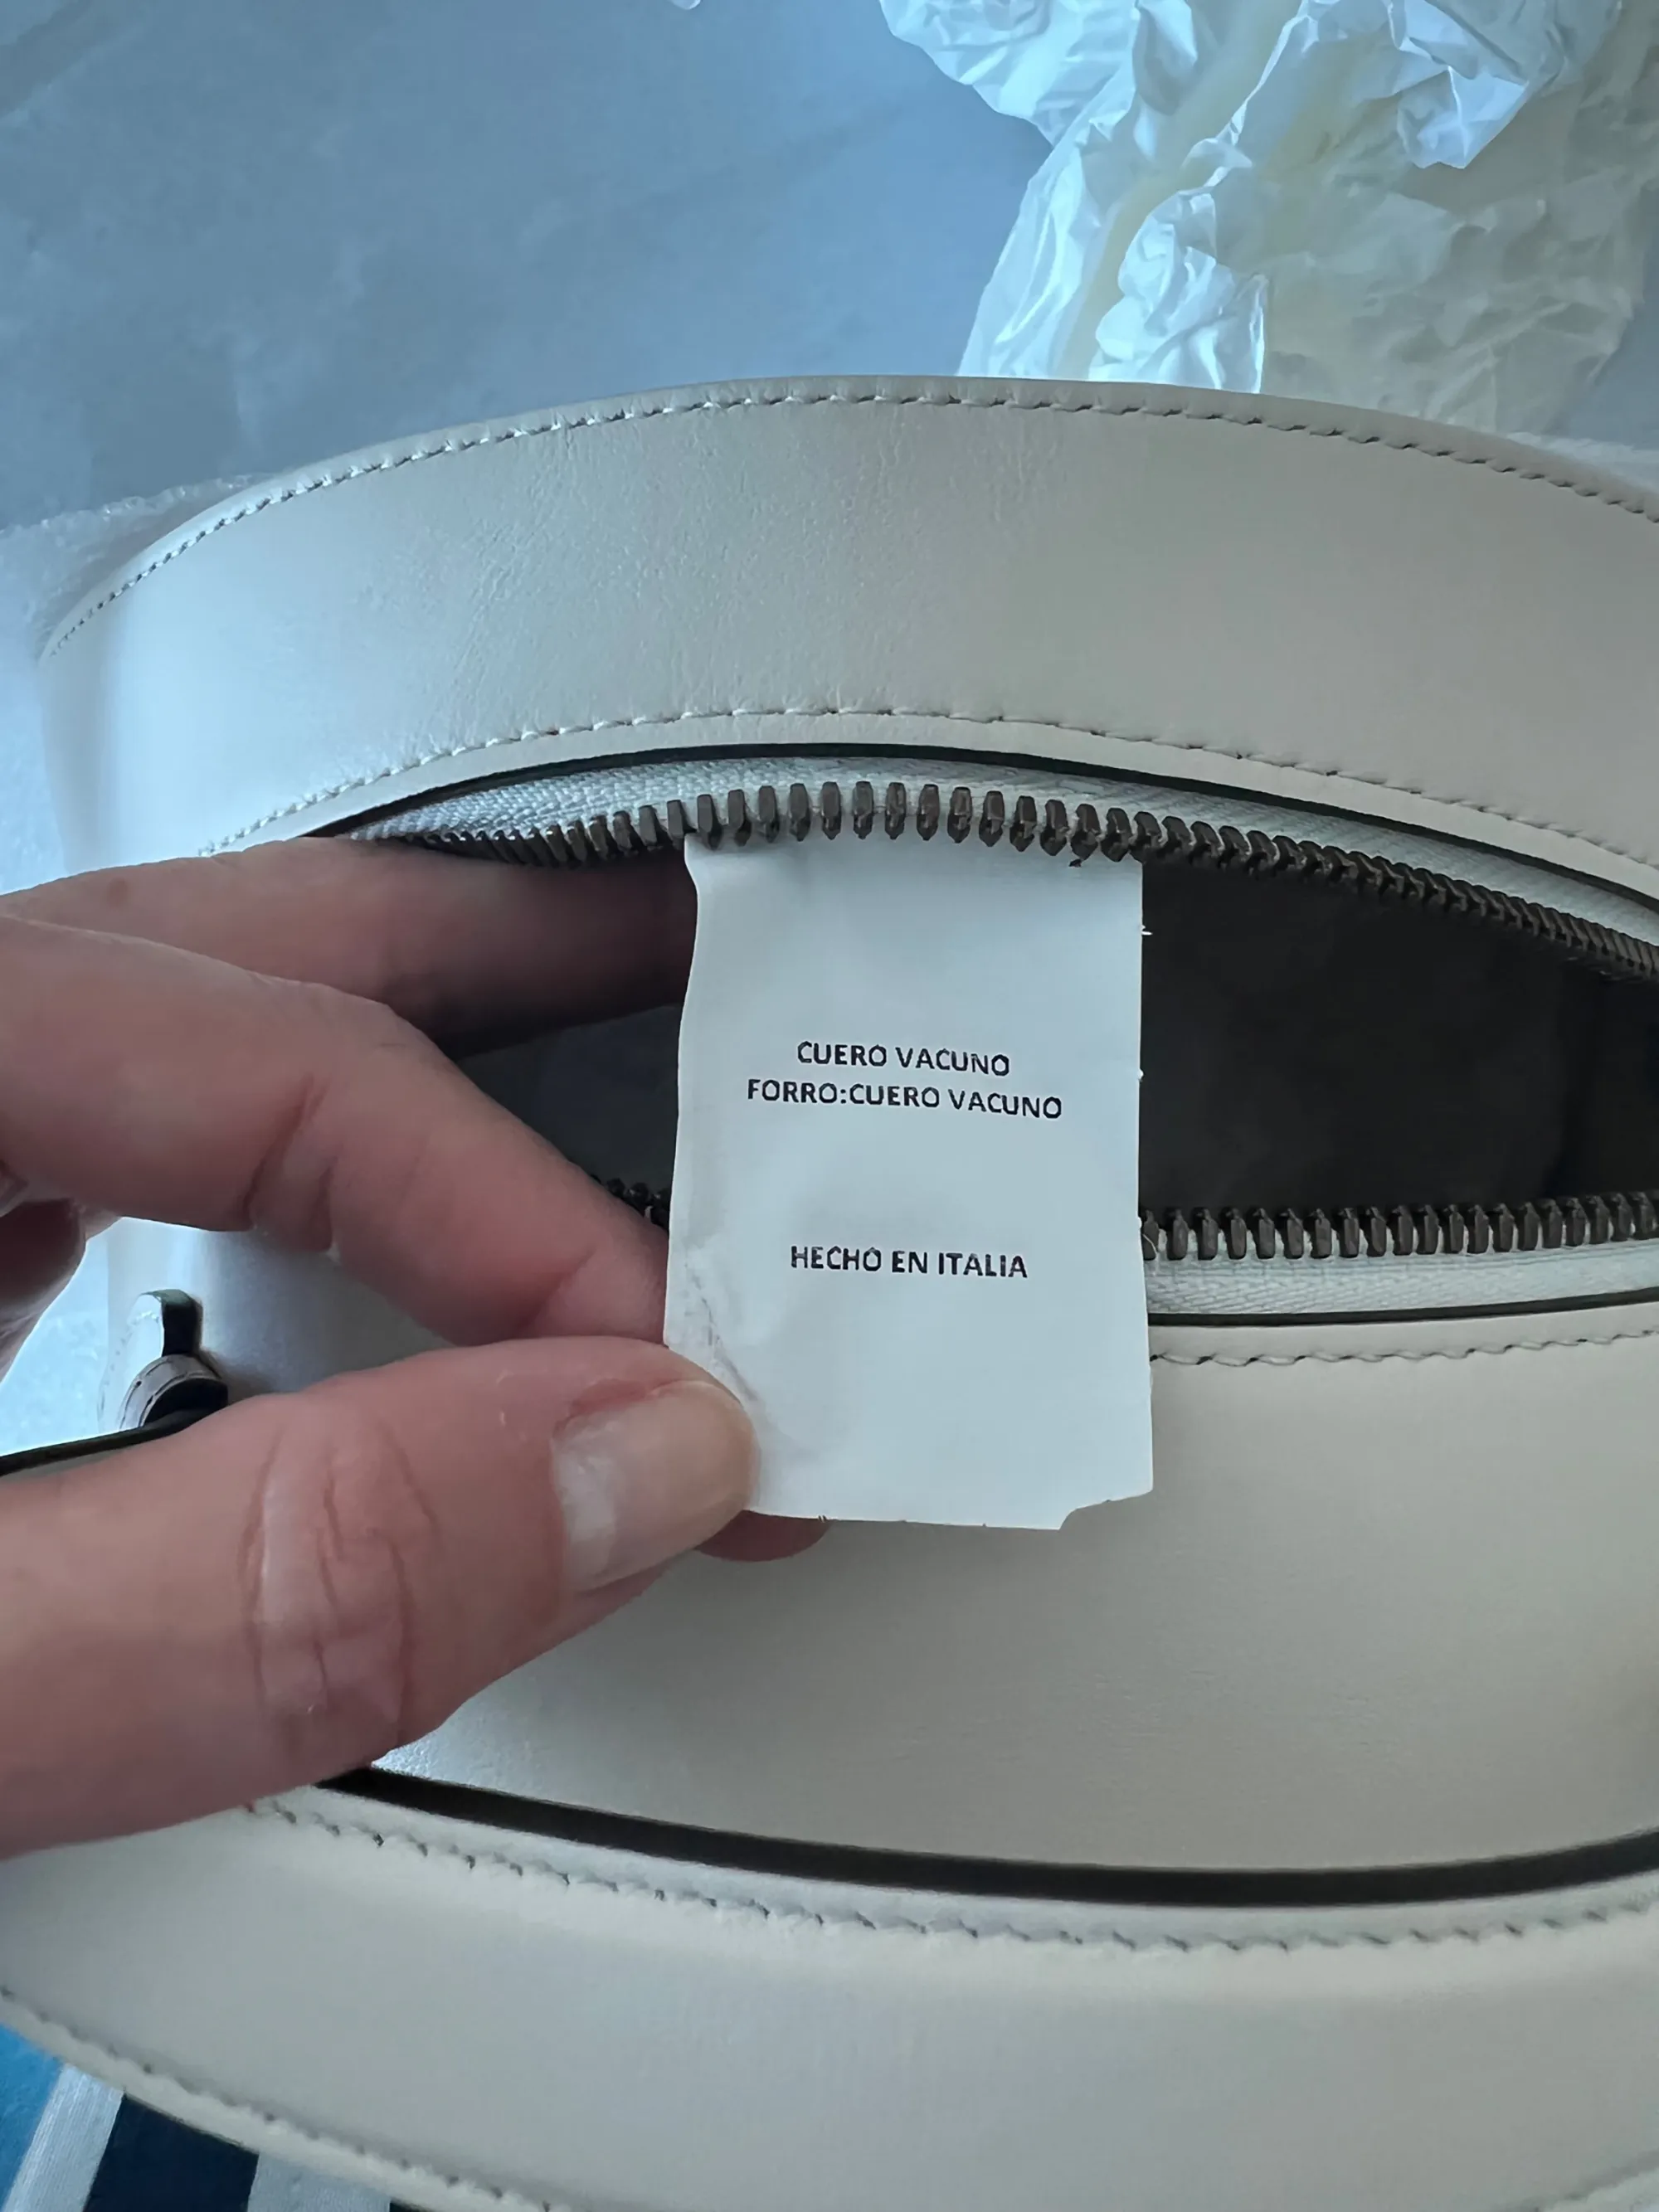 CUERO VACUNO
FORRO:CUERO VACUNO
HECHO EN ITALIA